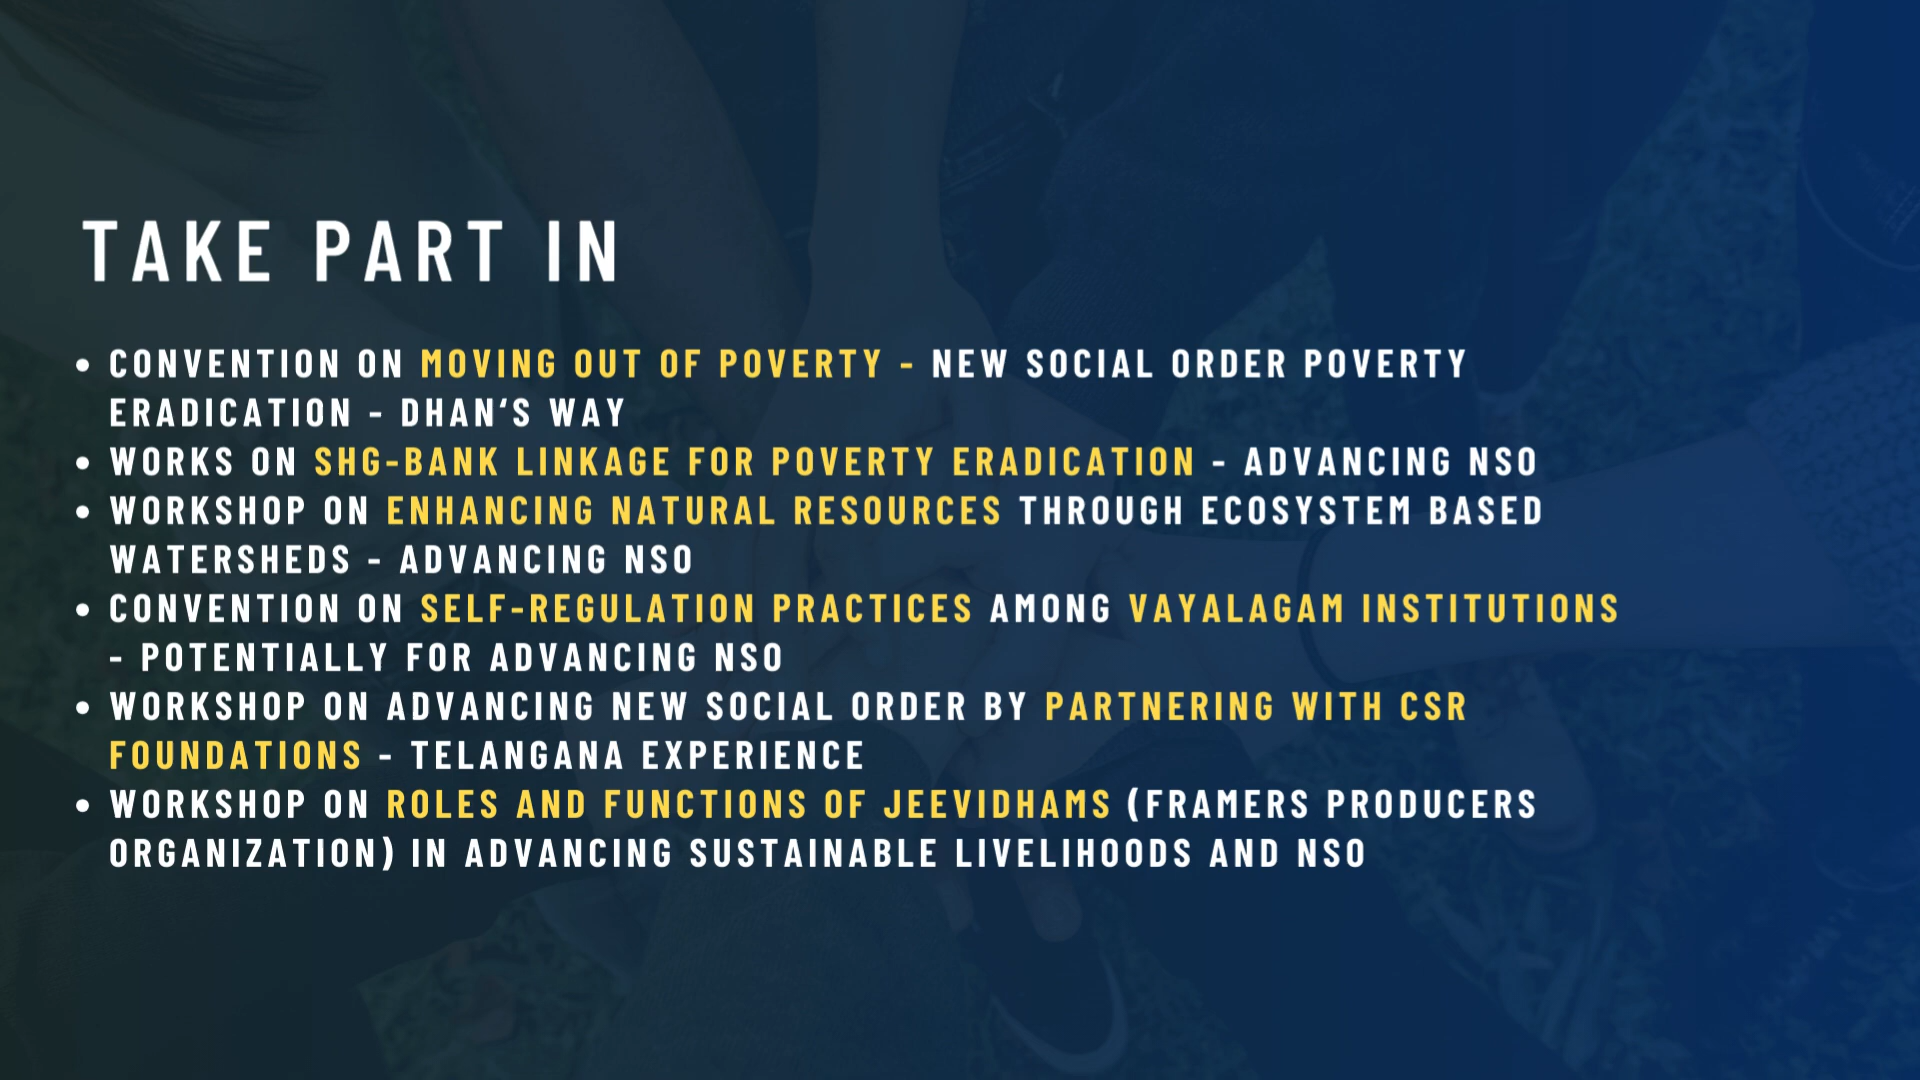 TAKE PART IN
• CONVENTION ON MOVING OUT OF POVERTY - NEW SOCIAL ORDER POVERTY
ERADICATION - DHAN‘S WAY
• WORKS ON SHG-BANK LINKAGE FOR POVERTY ERADICATION - ADVANCING NSO
• WORKSHOP ON ENHANCING NATURAL RESOURCES THROUGH ECOSYSTEM BASED
WATERSHEDS - ADVANCING NSO
• CONVENTION ON SELF-REGULATION PRACTICES AMONG VAYALAGAM INSTITUTIONS
- POTENTIALLY FOR ADVANCING NSO
• WORKSHOP ON ADVANCING NEW SOCIAL ORDER BY PARTNERING WITH CSR
FOUNDATIONS - TELANGANA EXPERIENCE
• WORKSHOP ON ROLES AND FUNCTIONS OF JEEVIDHAMS (FRAMERS PRODUCERS
ORGANIZATION) IN ADVANCING SUSTAINABLE LIVELIHOODS AND NSO